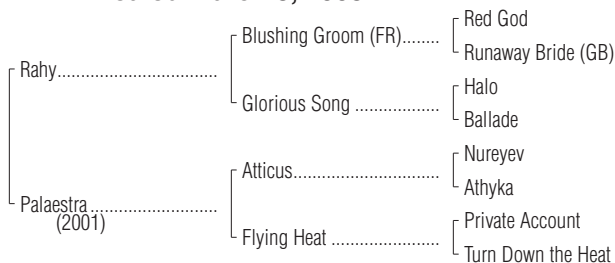 Red God
Blushing Groom (FR)........
Runaway Bride (GB)
Rahy................................................
Halo
Glorious Song .....................
Ballade
Nureyev
Atticus.....................................
Athyka
Palaestra......................................
(2001)
Private Account
Flying Heat ...........................
Turn Down the Heat